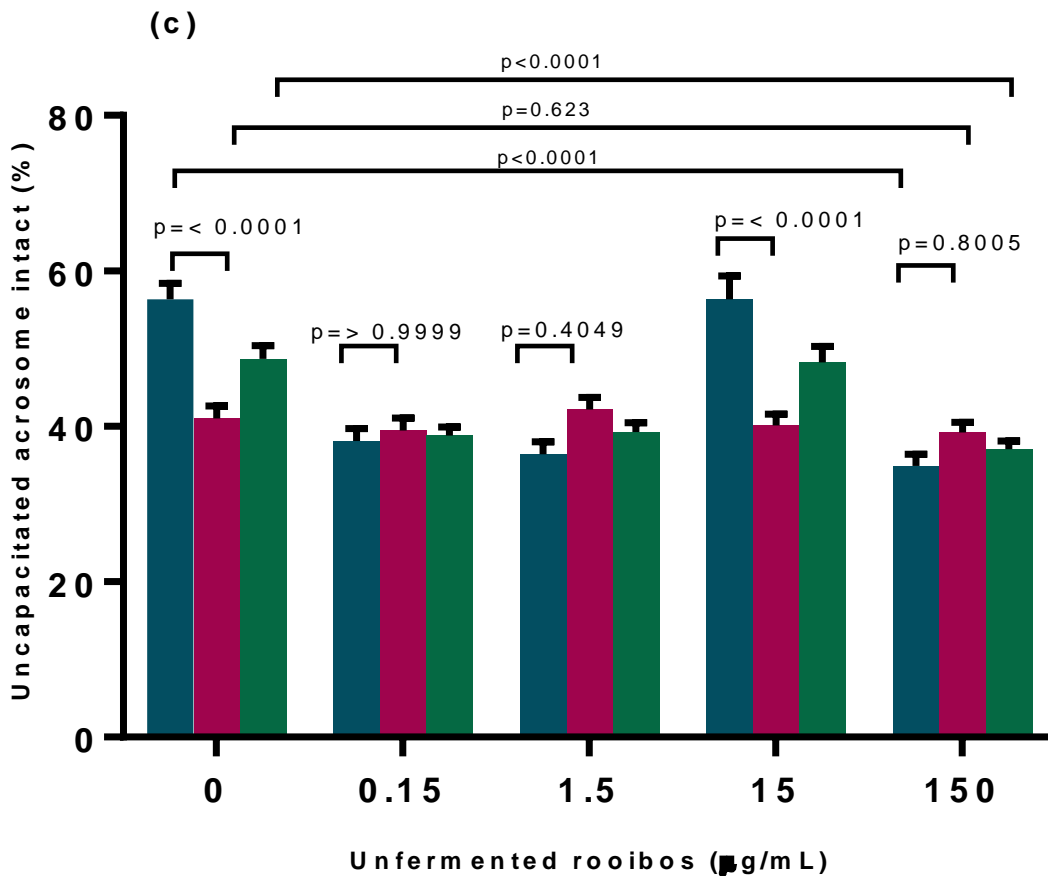 (c)
p<0.0001
p=0.623
p<0.0001
p=< 0.0001
p=< 0.0001
p=0.8005
p=> 0.9999
p=0.4049
Uncapacitated acrosome intact (%)
80
60
40
20
0
0 0.15 1.5 15 150
Unfermented rooibos (µg/mL)